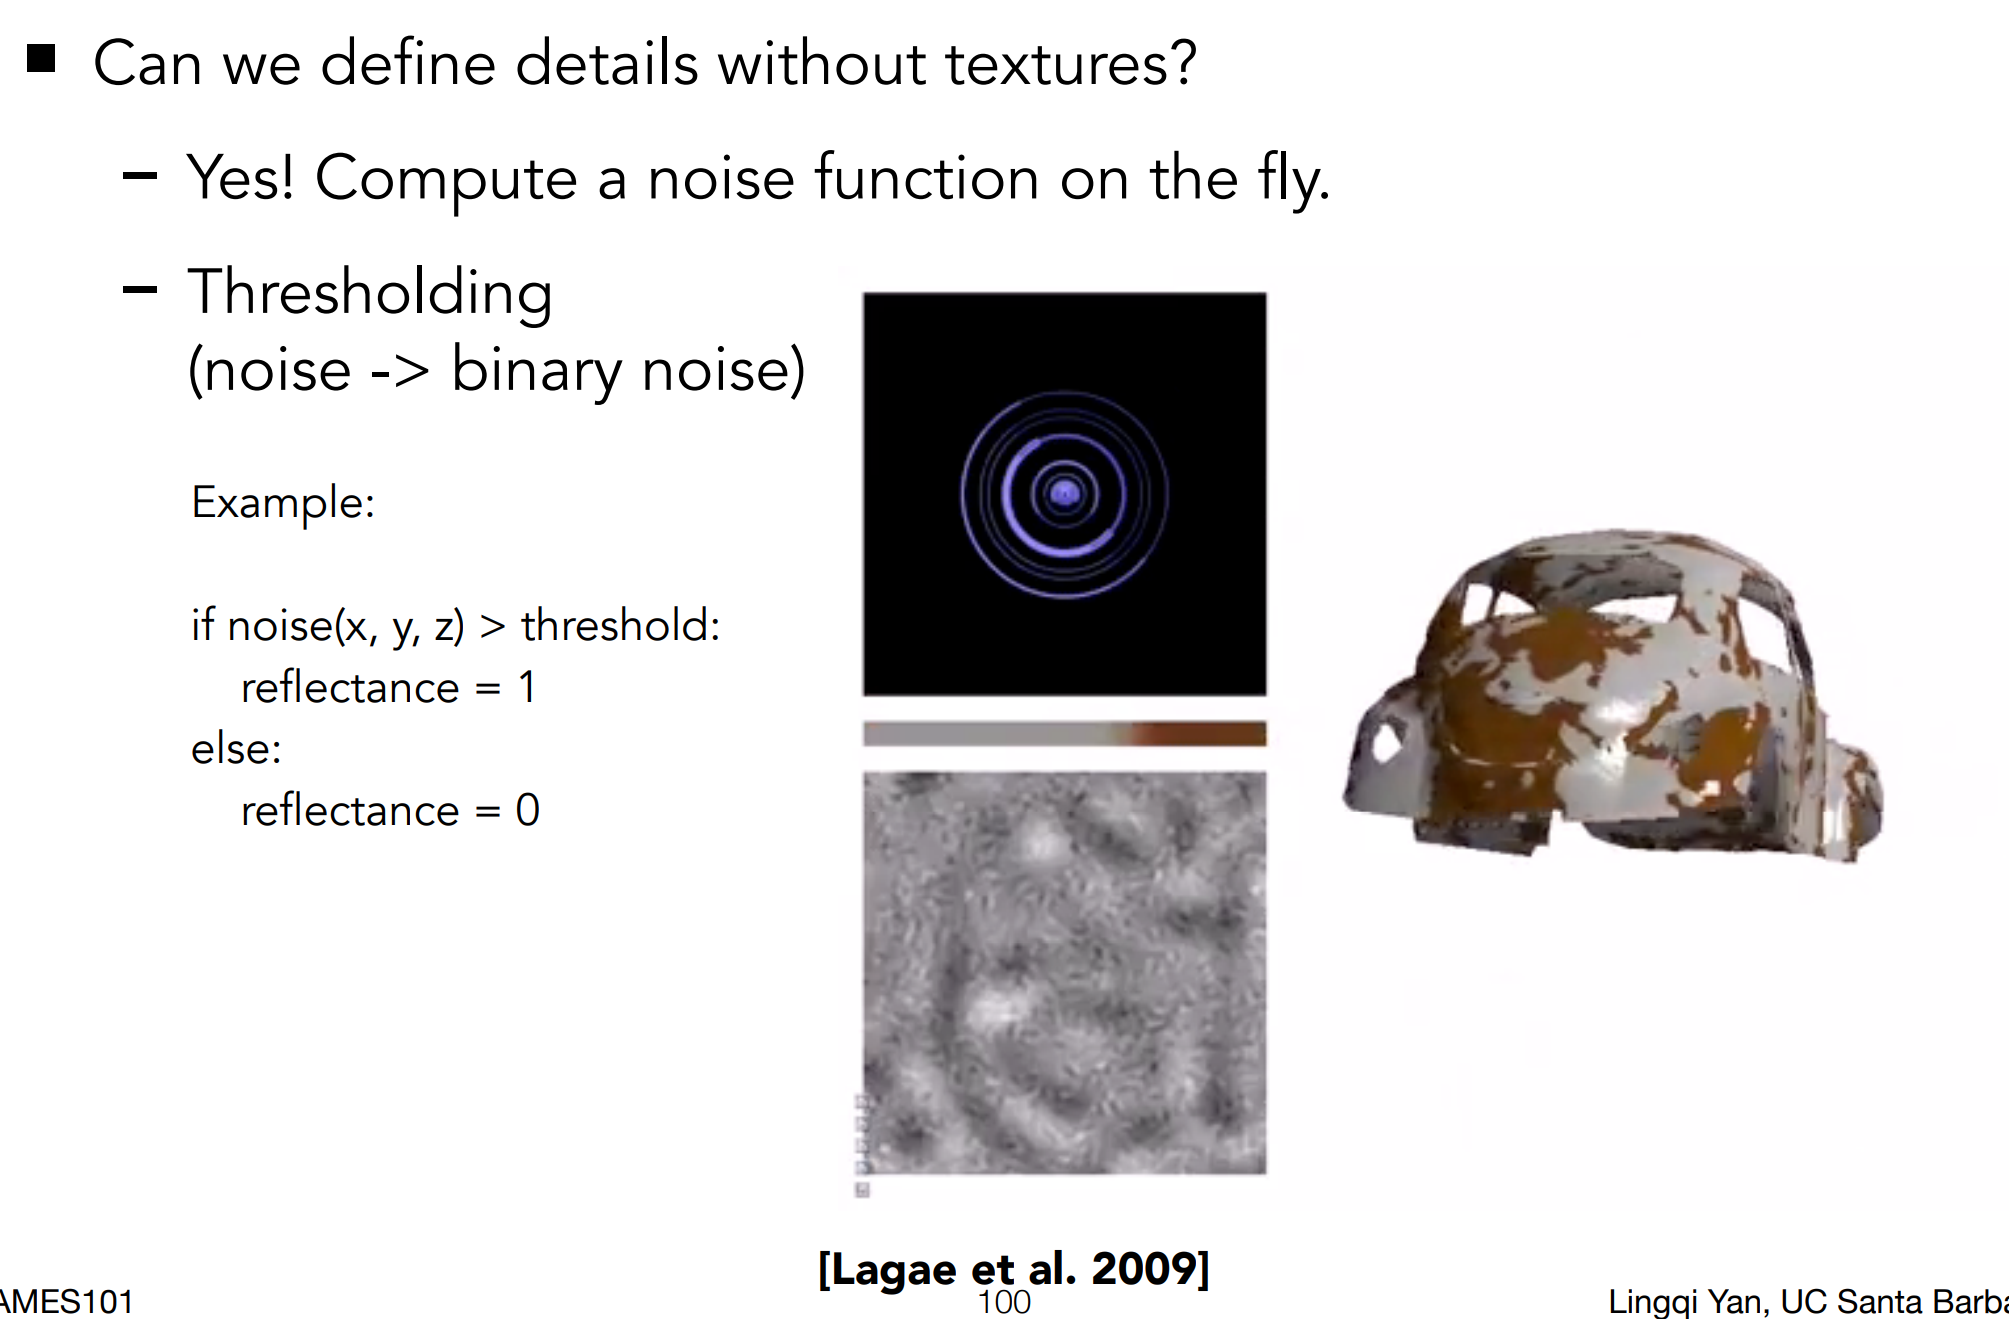 ■ Can we define details without textures?
– Yes! Compute a noise function on the fly.
– Thresholding
(noise -> binary noise)
Example:
if noise(x, y, z) > threshold:
reflectance = 1
else:
reflectance = 0
[Lagae et al. 2009]
AMES101
100
Lingqi Yan, UC Santa Barba